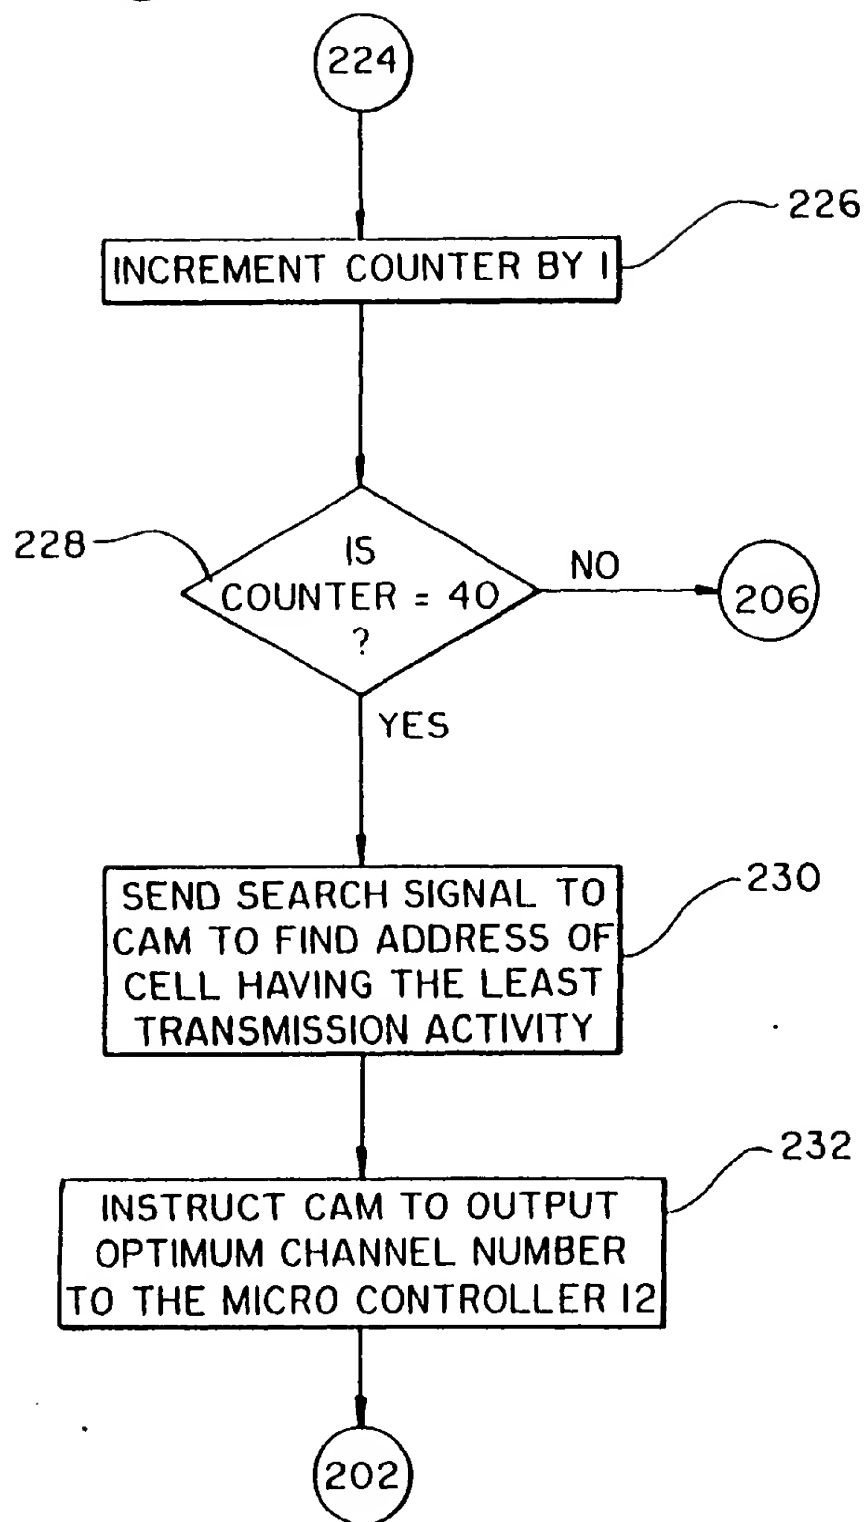 224
226
INCREMENT COUNTER BY 1
228
IS
COUNTER = 40
?
NO
206
YES
230
SEND SEARCH SIGNAL TO
CAM TO FIND ADDRESS OF
CELL HAVING THE LEAST
TRANSMISSION ACTIVITY
232
INSTRUCT CAM TO OUTPUT
OPTIMUM CHANNEL NUMBER
TO THE MICRO CONTROLLER 12
202